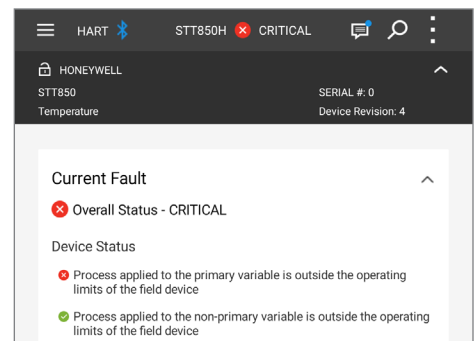 HART STT850H CRITICAL
HONEYWELL
STT850 SERIAL #: 0
Temperature Device Revision: 4
Current Fault
Overall Status - CRITICAL
Device Status
Process applied to the primary variable is outside the operating
limits of the field device
Process applied to the non-primary variable is outside the operating
limits of the field device